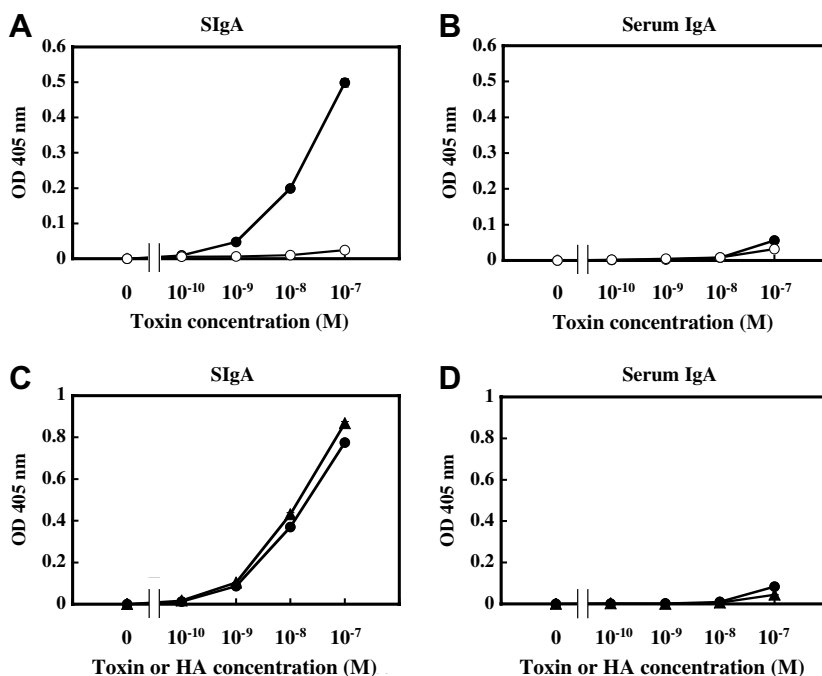 A
SIgA
OD 405 nm
0.6
0.5
0.4
0.3
0.2
0.1
0
0 10⁻¹⁰ 10⁻⁹ 10⁻⁸ 10⁻⁷
Toxin concentration (M)
B
Serum IgA
OD 405 nm
0.6
0.5
0.4
0.3
0.2
0.1
0
0 10⁻¹⁰ 10⁻⁹ 10⁻⁸ 10⁻⁷
Toxin concentration (M)
C
SIgA
OD 405 nm
1
0.8
0.6
0.4
0.2
0
0 10⁻¹⁰ 10⁻⁹ 10⁻⁸ 10⁻⁷
Toxin or HA concentration (M)
D
Serum IgA
OD 405 nm
1
0.8
0.6
0.4
0.2
0
0 10⁻¹⁰ 10⁻⁹ 10⁻⁸ 10⁻⁷
Toxin or HA concentration (M)